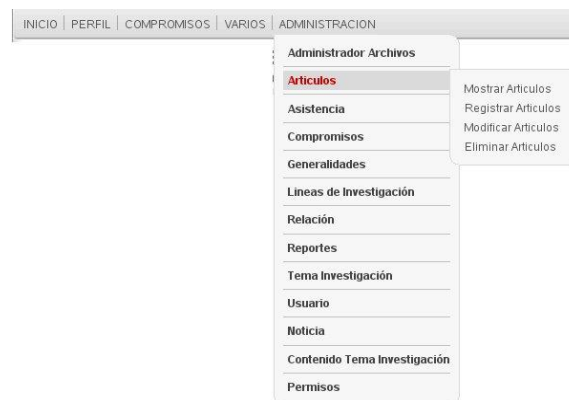 INICIO | PERFIL | COMPROMISOS | VARIOS | ADMINISTRACION
Administrador Archivos
Articulos
Mostrar Articulos
Registrar Articulos
Modificar Articulos
Eliminar Articulos
Asistencia
Compromisos
Generalidades
Lineas de Investigación
Relación
Reportes
Tema Investigación
Usuario
Noticia
Contenido Tema Investigación
Permisos